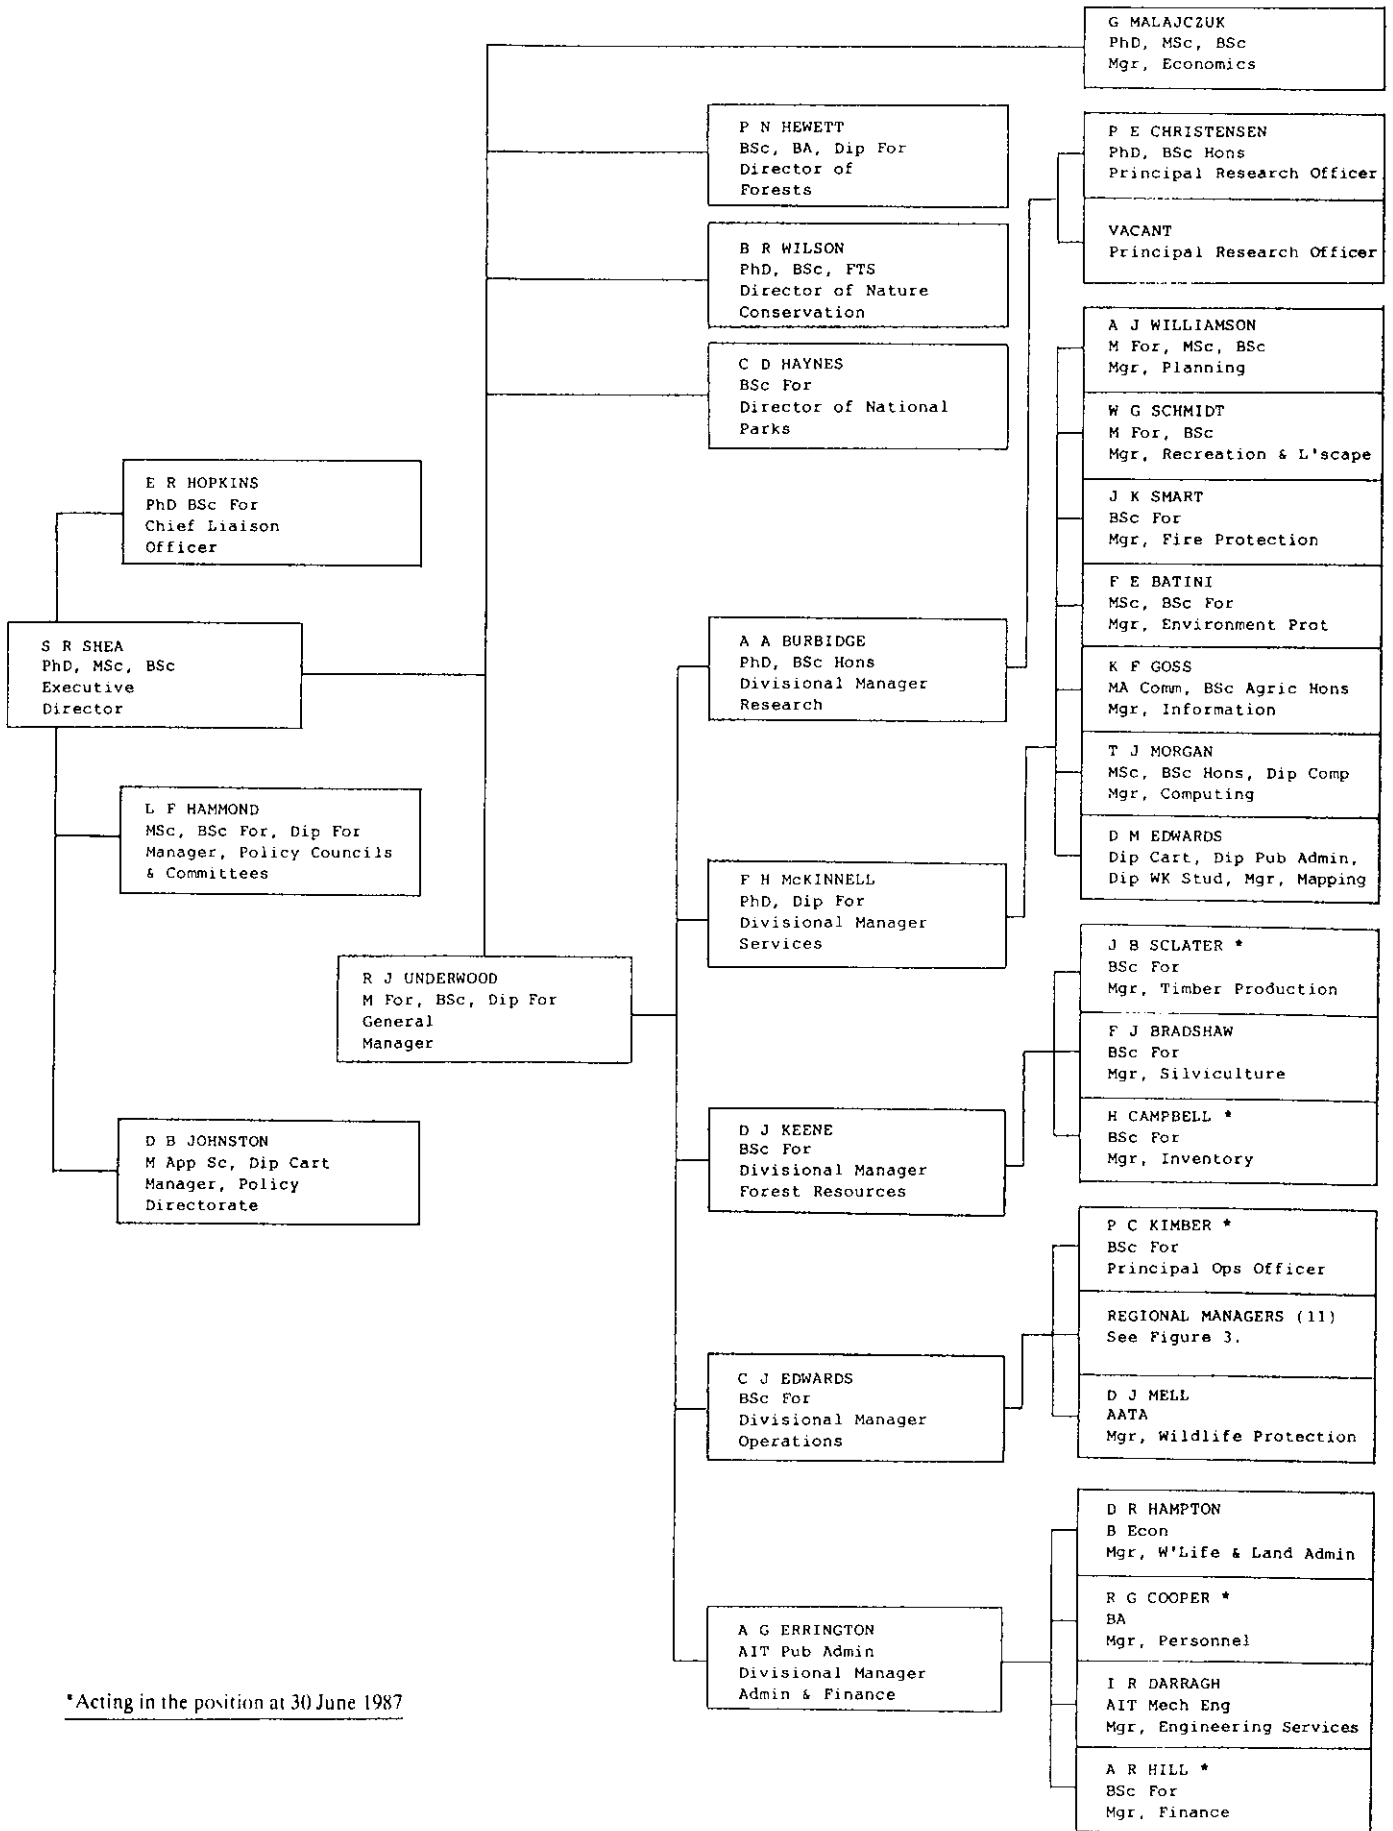 G MALAJCZUK
PhD, MSc, BSc
Mgr, Economics
P N HEWETT
BSc, BA, Dip For
Director of
Forests
P E CHRISTENSEN
PhD, BSc Hons
Principal Research Officer
VACANT
Principal Research Officer
B R WILSON
PhD, BSc, FTS
Director of Nature
Conservation
C D HAYNES
BSc For
Director of National
Parks
A J WILLIAMSON
M For, MSc, BSc
Mgr, Planning
W G SCHMIDT
M For, BSc
Mgr, Recreation & L'scape
J K SMART
BSc For
Mgr, Fire Protection
F E BATINI
MSc, BSc For
Mgr, Environment Prot
K F GOSS
MA Comm, BSc Agric Hons
Mgr, Information
T J MORGAN
MSc, BSc Hons, Dip Comp
Mgr, Computing
D M EDWARDS
Dip Cart, Dip Pub Admin,
Dip WK Stud, Mgr, Mapping
E R HOPKINS
PhD BSc For
Chief Liaison
Officer
S R SHEA
PhD, MSc, BSc
Executive
Director
A A BURBIDGE
PhD, BSc Hons
Divisional Manager
Research
L F HAMMOND
MSc, BSc For, Dip For
Manager, Policy Councils
& Committees
F H McKINNELL
PhD, Dip For
Divisional Manager
Services
R J UNDERWOOD
M For, BSc, Dip For
General
Manager
J B SCLATER *
BSc For
Mgr, Timber Production
F J BRADSHAW
BSc For
Mgr, Silviculture
H CAMPBELL *
BSc For
Mgr, Inventory
D B JOHNSTON
M App Sc, Dip Cart
Manager, Policy
Directorate
D J KEENE
BSc For
Divisional Manager
Forest Resources
P C KIMBER *
BSc For
Principal Ops Officer
REGIONAL MANAGERS (11)
See Figure 3.
D J MELL
AATA
Mgr, Wildlife Protection
C J EDWARDS
BSc For
Divisional Manager
Operations
D R HAMPTON
B Econ
Mgr, W'Life & Land Admin
R G COOPER *
BA
Mgr, Personnel
I R DARRAGH
AIT Mech Eng
Mgr, Engineering Services
A R HILL *
BSc For
Mgr, Finance
A G ERRINGTON
AIT Pub Admin
Divisional Manager
Admin & Finance
*Acting in the position at 30 June 1987